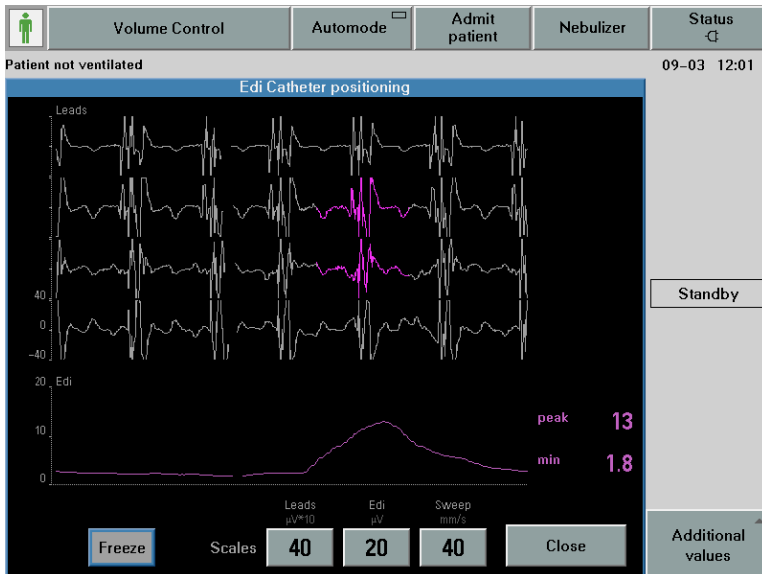 Volume Control
Automode
Admit
patient
Nebulizer
Status
Patient not ventilated
09-03 12:01
Edi Catheter positioning
Leads
40
0
-40
Standby
20
Edi
10
0
peak 13
min 1.8
Leads
µV*10
Edi
µV
Sweep
mm/s
Freeze
Scales
40
20
40
Close
Additional
values